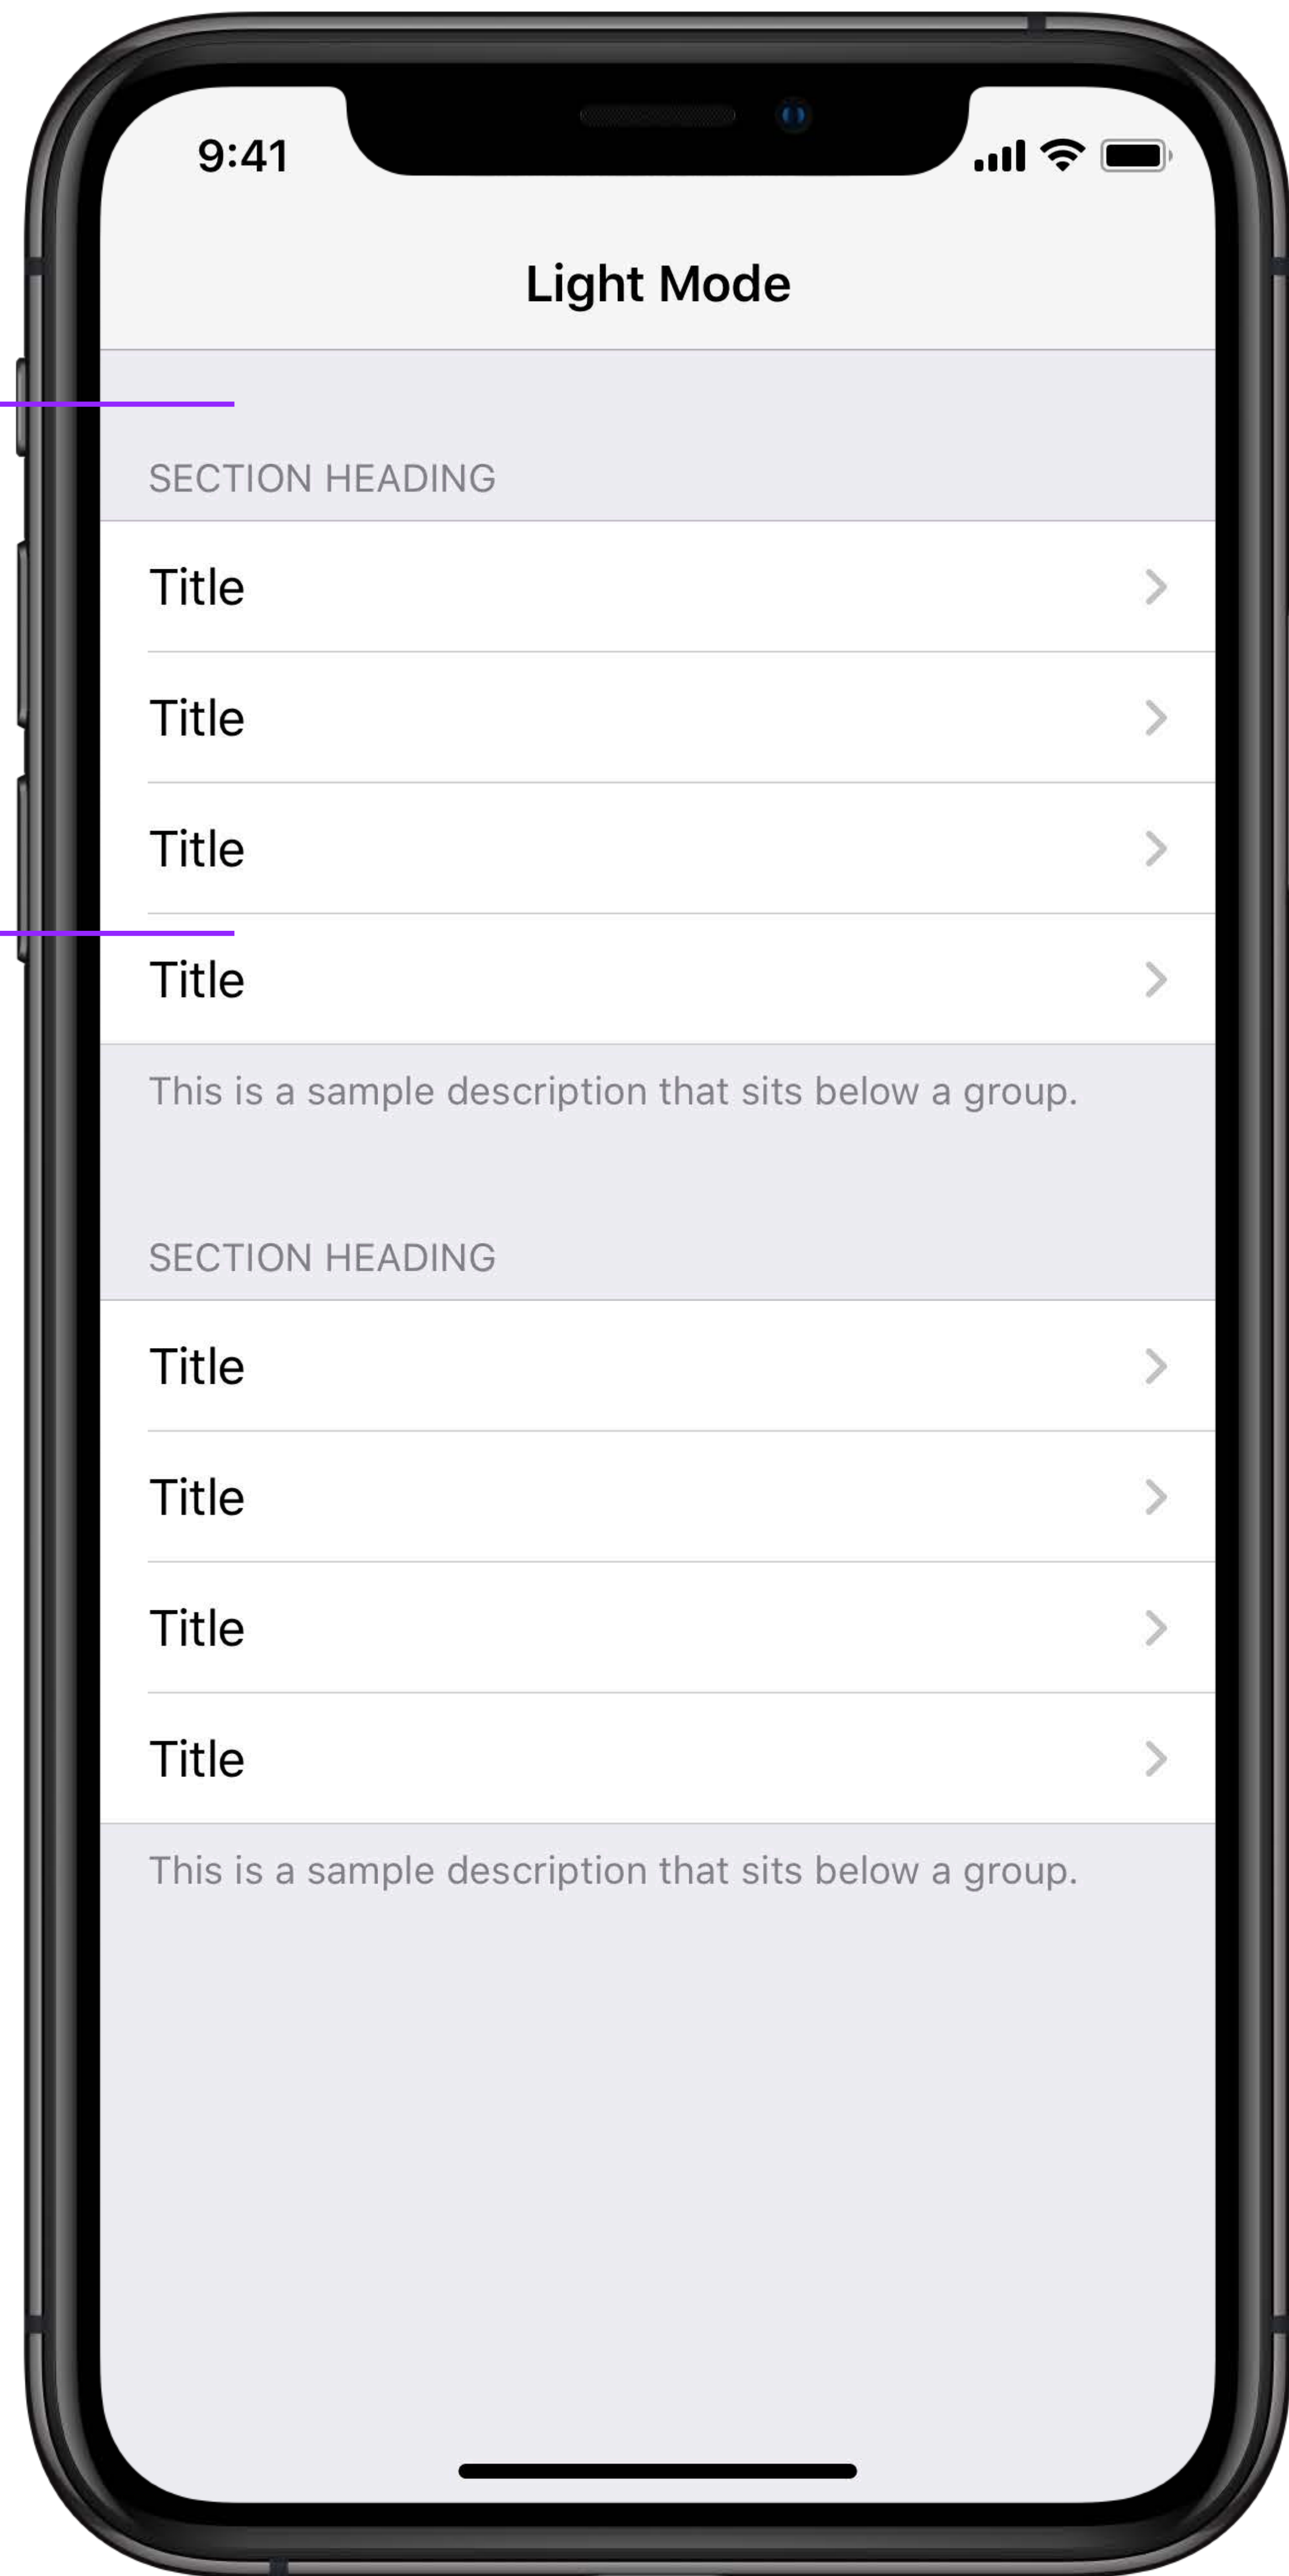 9:41
Light Mode
SECTION HEADING
Title
Title
Title
Title
This is a sample description that sits below a group.
SECTION HEADING
Title
Title
Title
Title
This is a sample description that sits below a group.